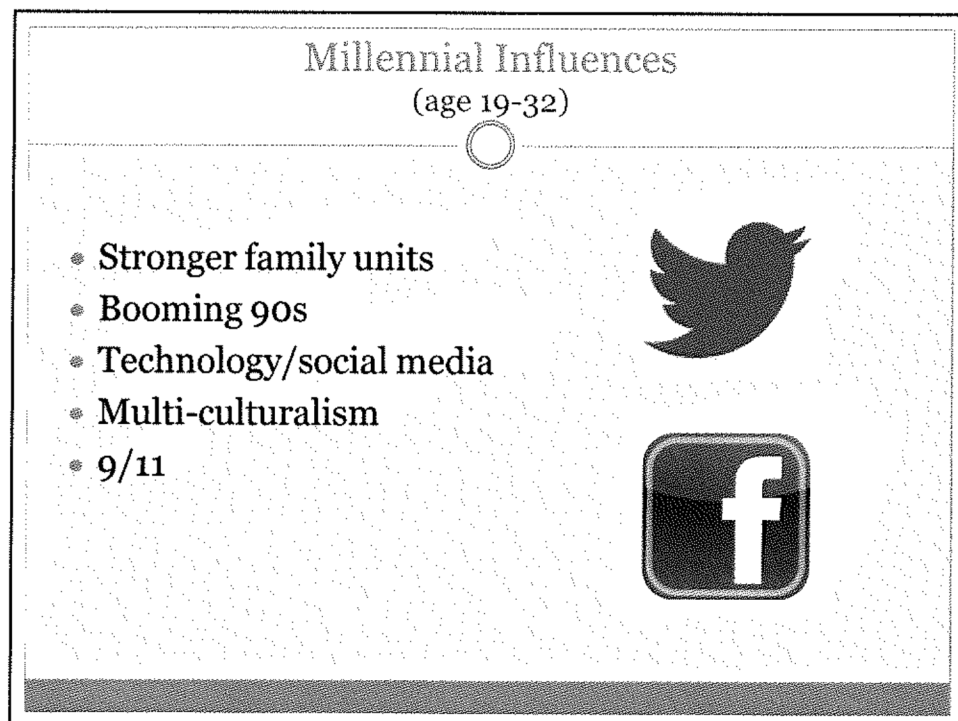 Millennial Influences
(age 19-32)
• Stronger family units
• Booming 90s
• Technology/social media
• Multi-culturalism
• 9/11
f